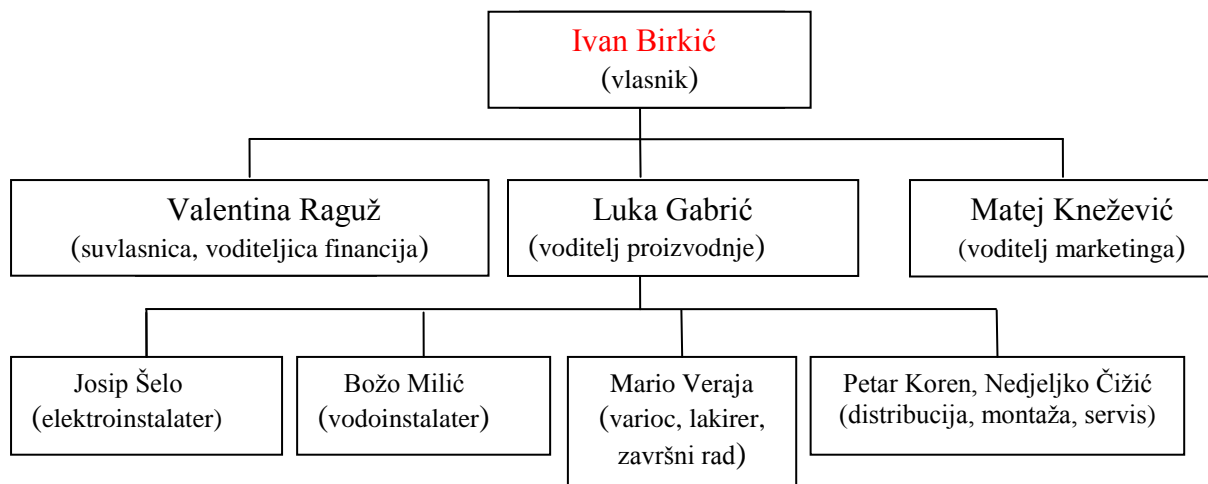 Ivan Birkić
(vlasnik)
Valentina Raguž
(suvlasnica, voditeljica financija)
Luka Gabrić
(voditelj proizvodnje)
Matej Knežević
(voditelj marketinga)
Josip Šelo
(elektroinstalater)
Božo Milić
(vodoinstalater)
Mario Veraja
(varioc, lakirer,
završni rad)
Petar Koren, Nedjeljko Čižić
(distribucija, montaža, servis)